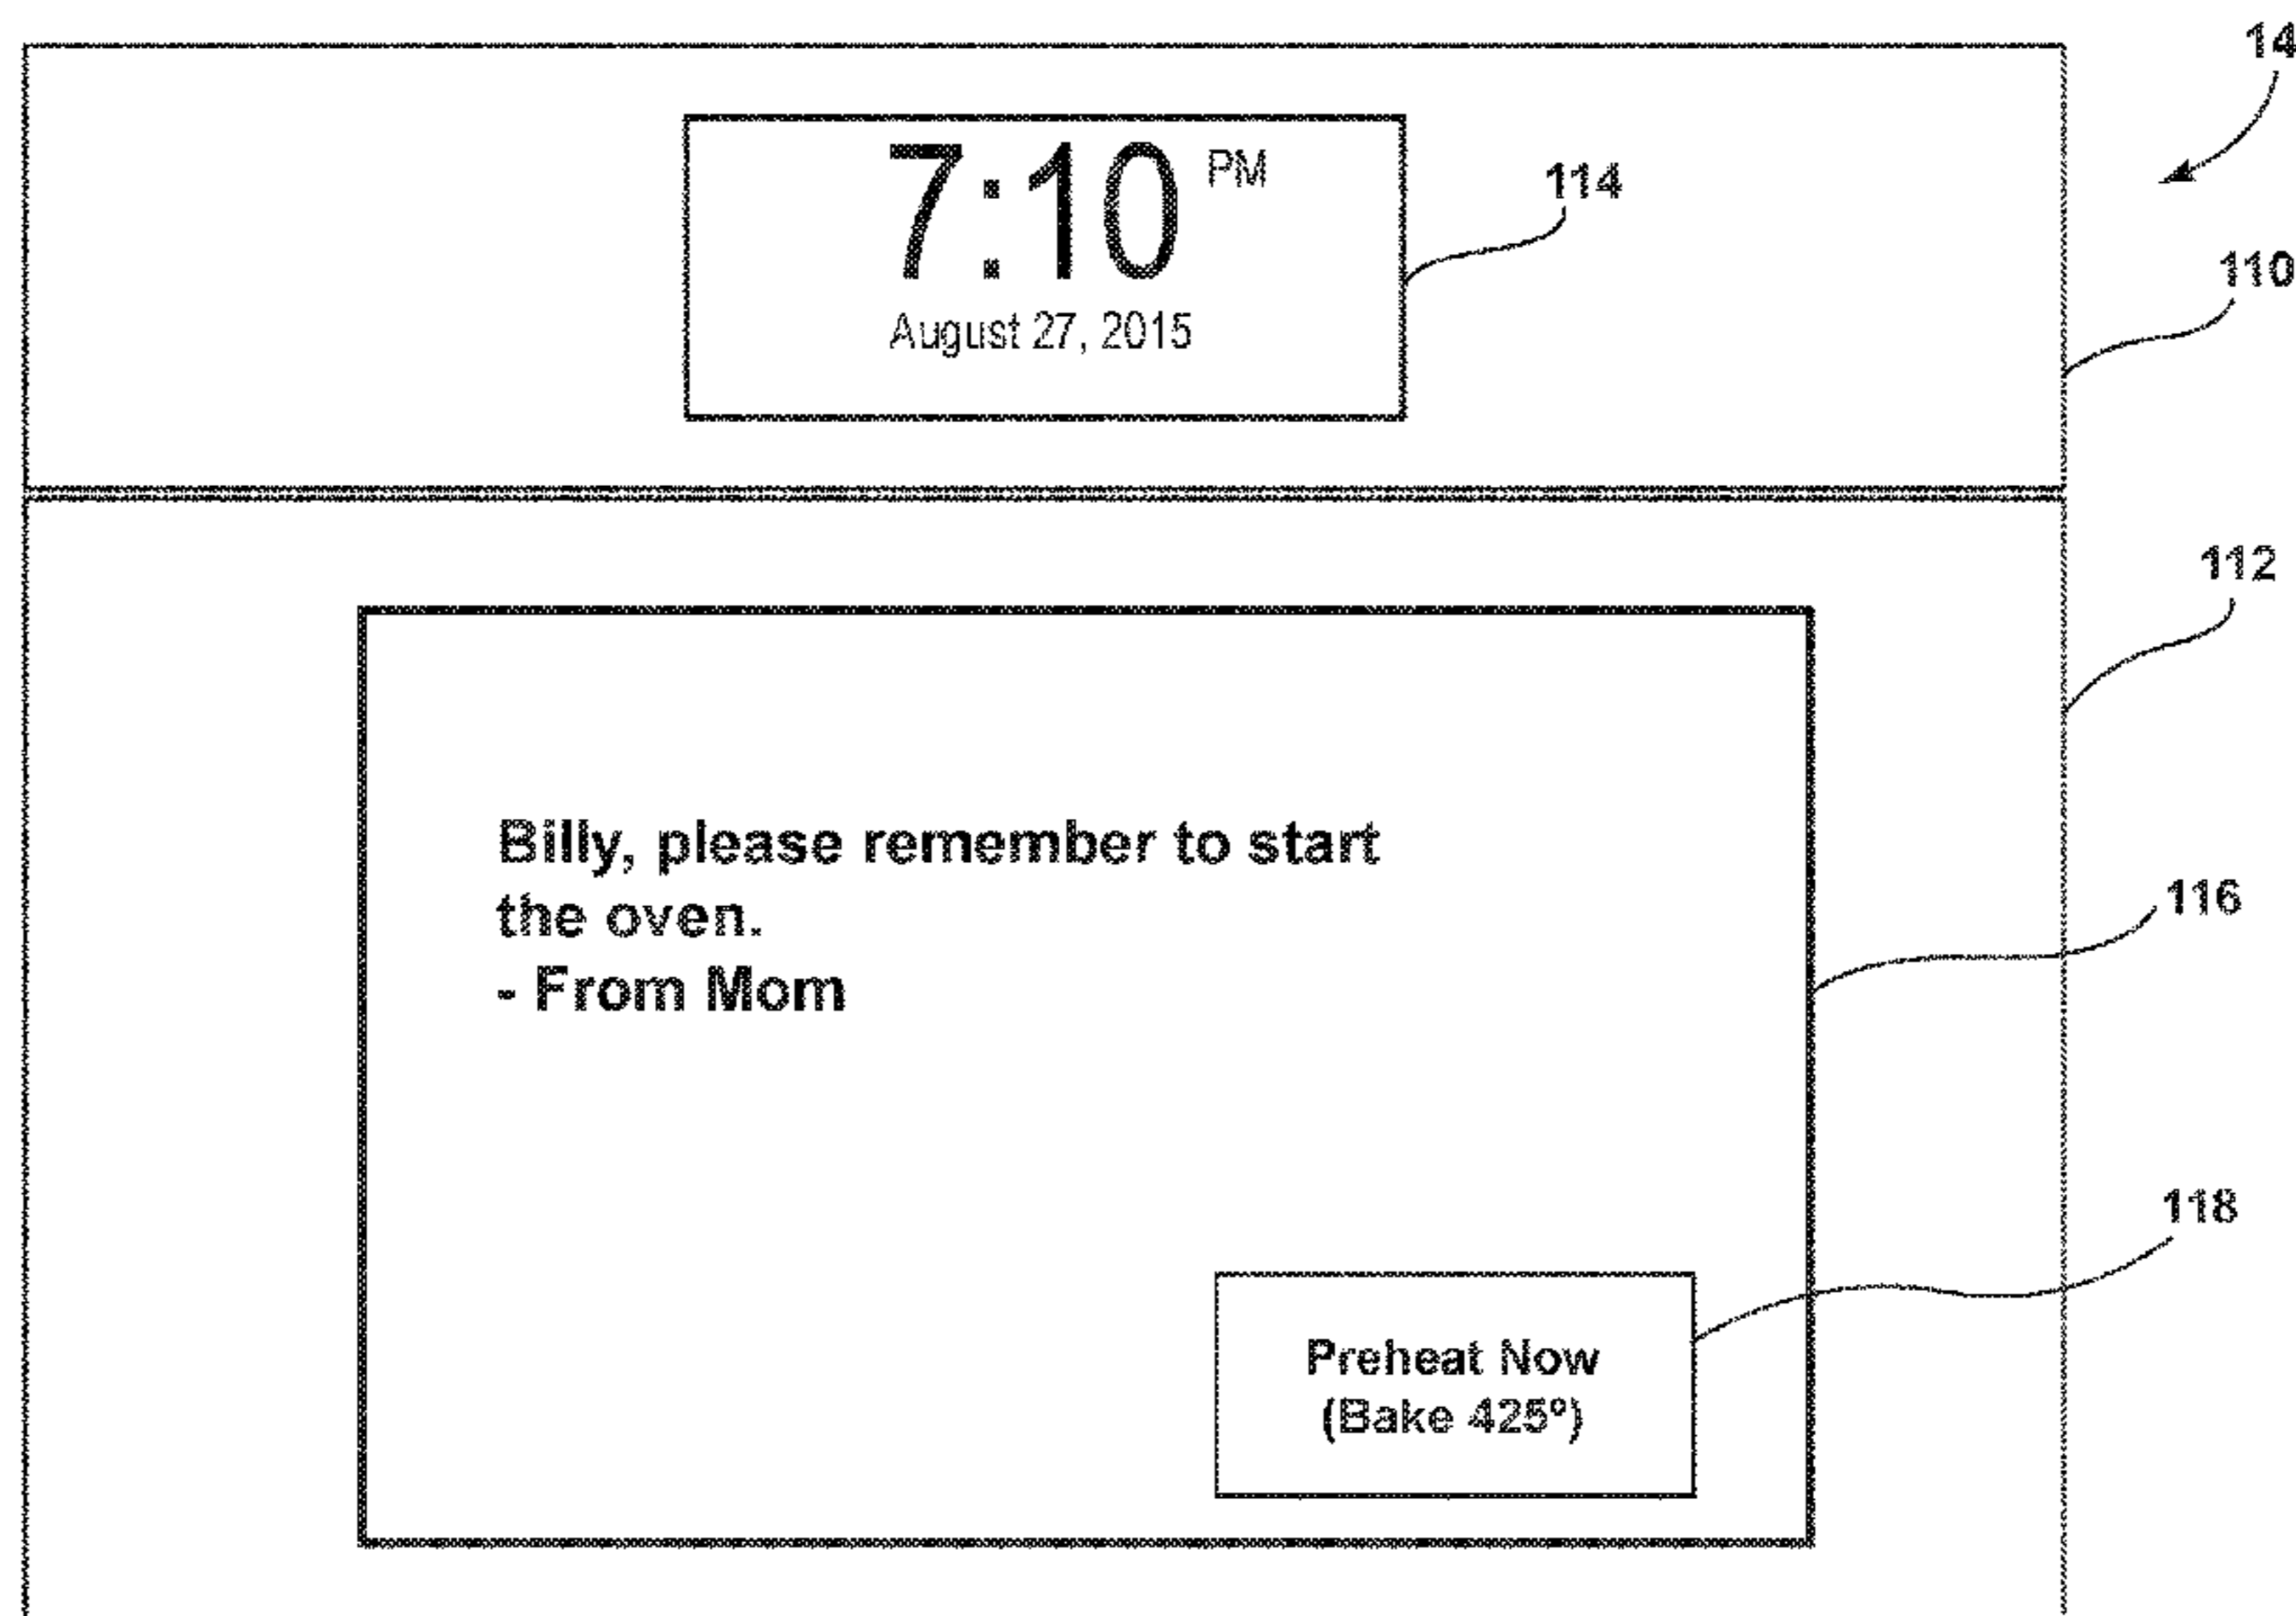 14
7:10 PM
114
August 27, 2015
110
112
Billy, please remember to start
the oven.
- From Mom
116
118
Preheat Now
(Bake 425º)